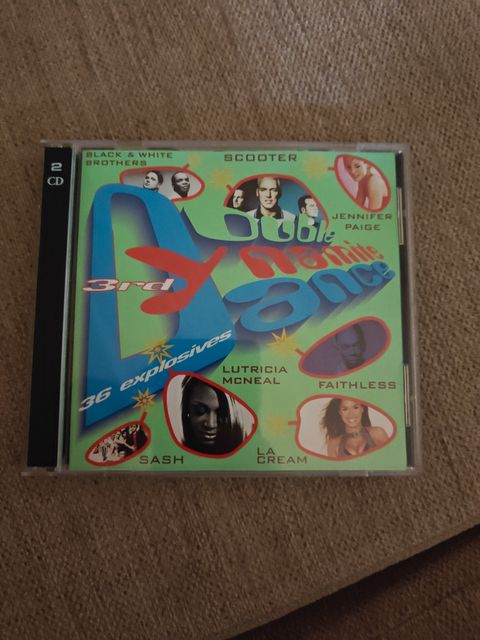 2
CD
BLACK & WHITE
BROTHERS
SCOOTER
JENNIFER
PAIGE
Double
Dynamite
Dance
3rd
36 explosives
LUTRICIA
MCNEAL
FAITHLESS
SASH
LA
CREAM